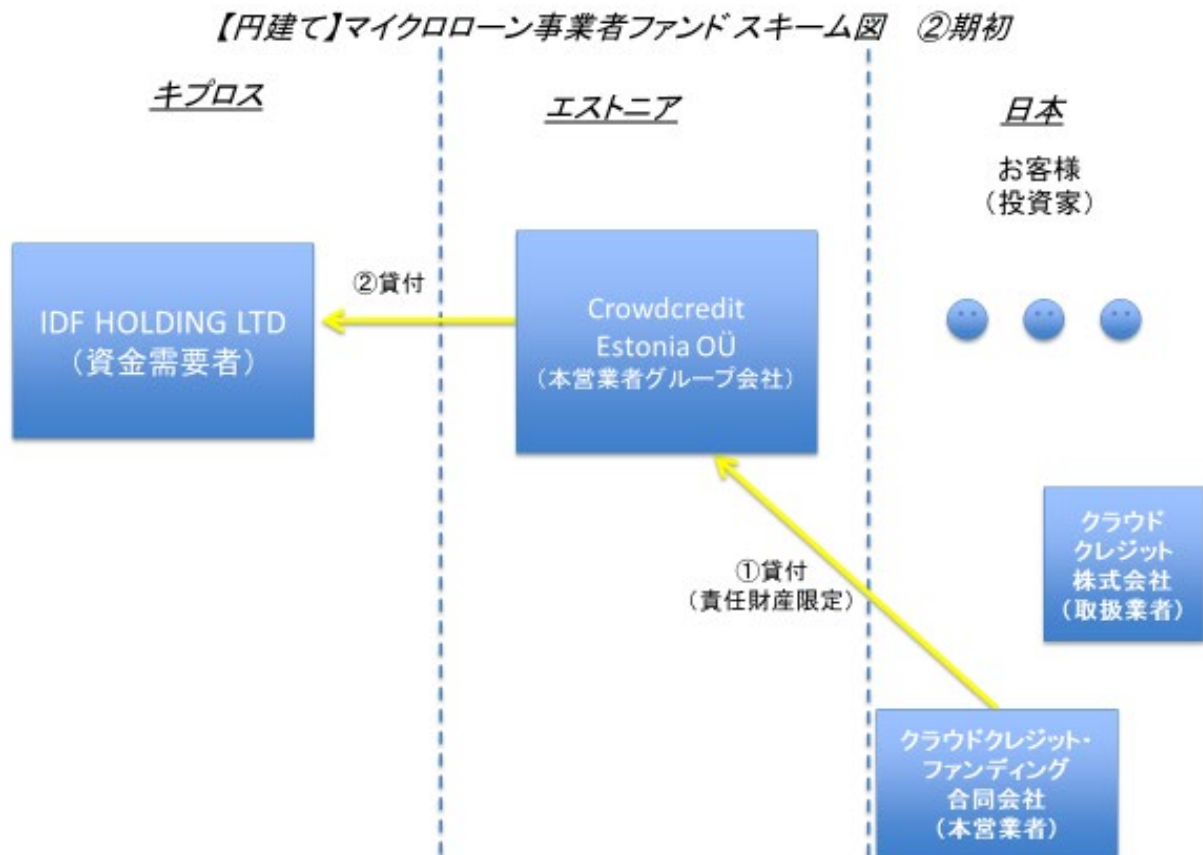 【円建て】マイクロローン事業者ファンド スキーム図　②期初
キプロス
エストニア
日本
お客様
（投資家）
IDF HOLDING LTD
（資金需要者）
②貸付
Crowdcredit
Estonia OÜ
（本営業者グループ会社）
①貸付
（責任財産限定）
クラウド
クレジット
株式会社
（取扱業者）
クラウドクレジット・
ファンディング
合同会社
（本営業者）